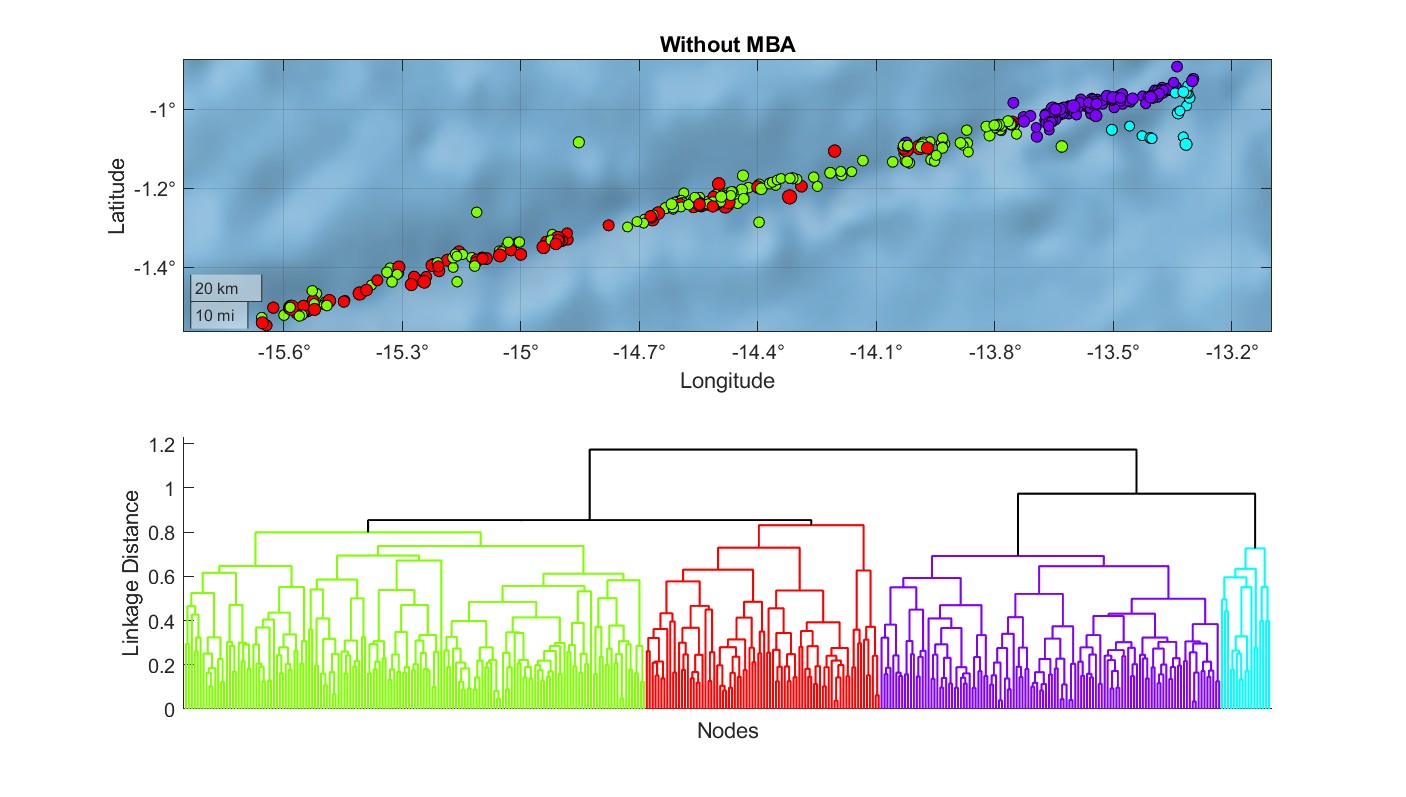 Without MBA
Latitude
-1°
-1.2°
-1.4°
20 km
10 mi
-15.6° -15.3° -15° -14.7° -14.4° -14.1° -13.8° -13.5° -13.2°
Longitude
Linkage Distance
1.2
1
0.8
0.6
0.4
0.2
0
Nodes